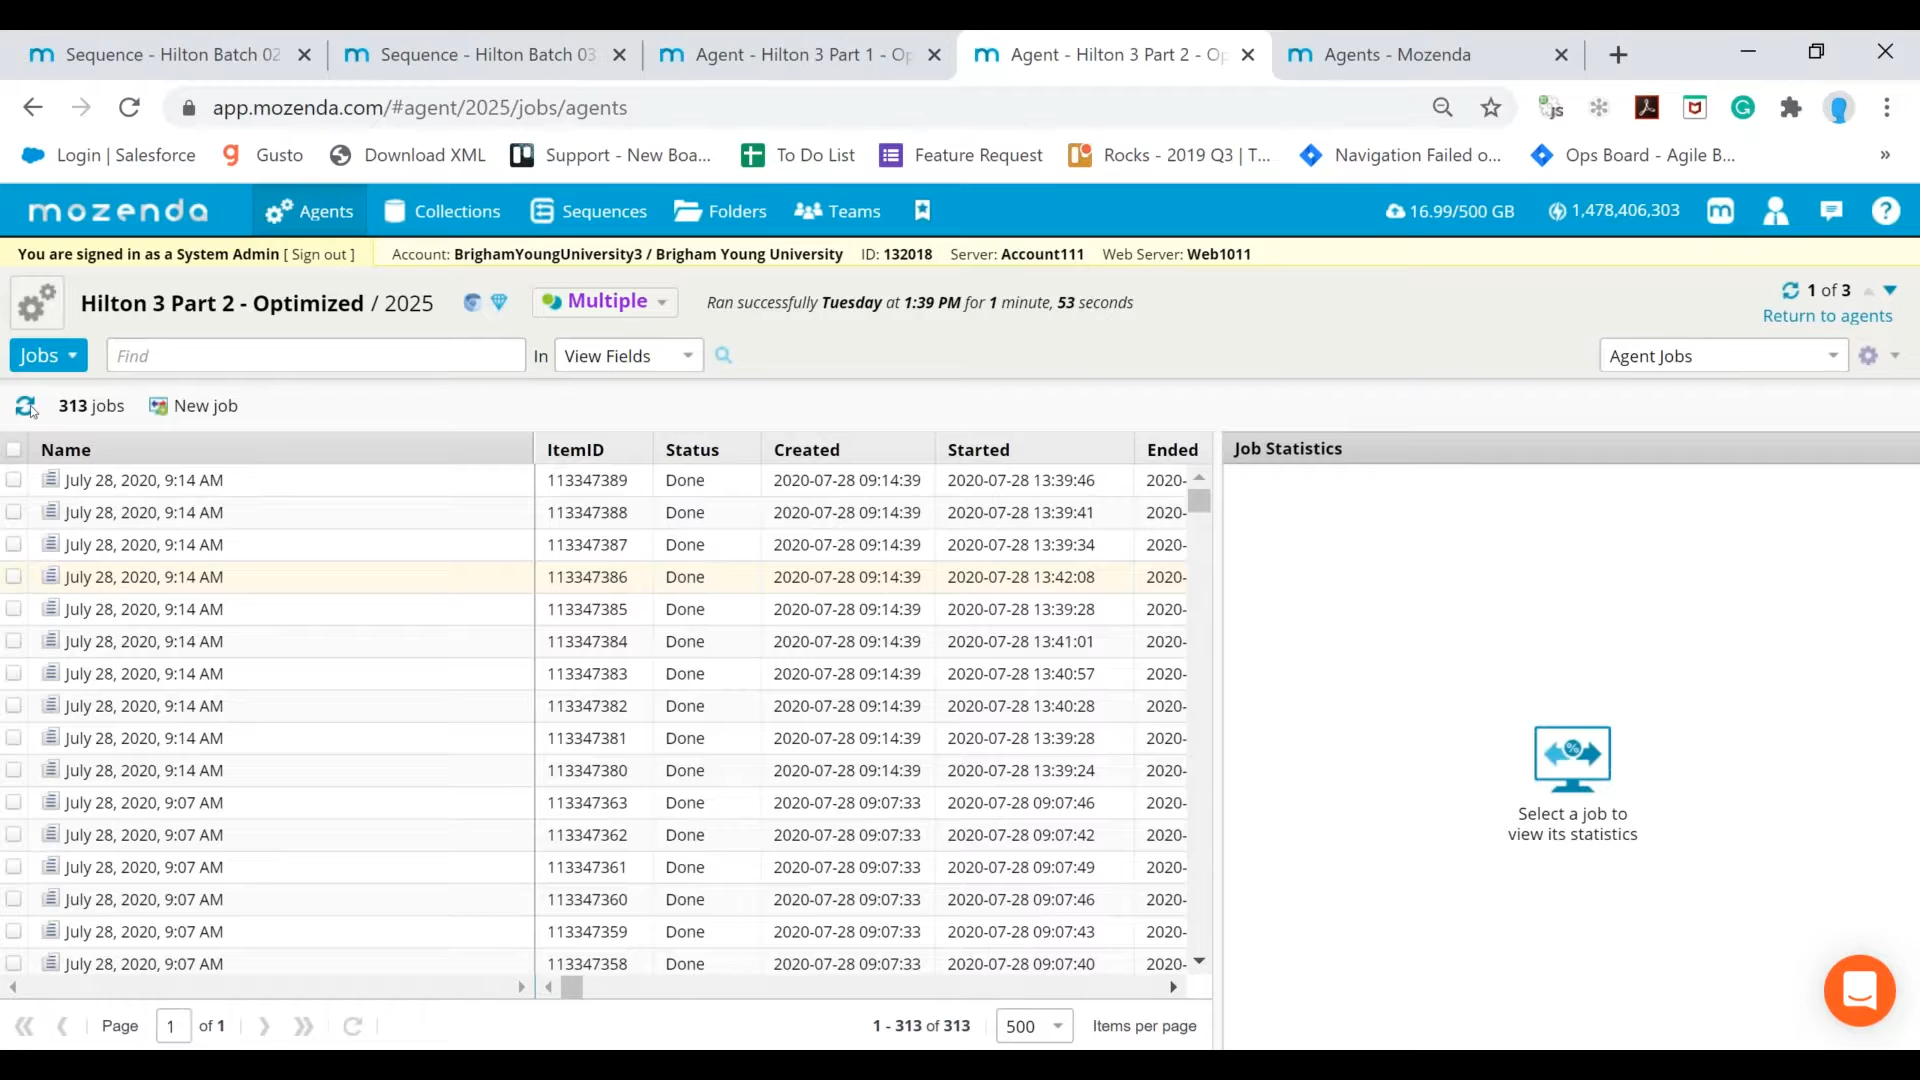 Sequence - Hilton Batch 02
Sequence - Hilton Batch 03
Agent - Hilton 3 Part 1 - Op
Agent - Hilton 3 Part 2 - Op
Agents - Mozenda
app.mozenda.com/#agent/2025/jobs/agents
Login | Salesforce
Gusto
Download XML
Support - New Boa...
To Do List
Feature Request
Rocks - 2019 Q3 | T...
Navigation Failed o...
Ops Board - Agile B...
»
mozenda
Agents
Collections
Sequences
Folders
Teams
16.99/500 GB
1,478,406,303
You are signed in as a System Admin [ Sign out ]
Account: BrighamYoungUniversity3 / Brigham Young University ID: 132018 Server: Account111 Web Server: Web1011
Hilton 3 Part 2 - Optimized / 2025
Multiple
Ran successfully Tuesday at 1:39 PM for 1 minute, 53 seconds
1 of 3
Return to agents
Jobs
Find
In
View Fields
Agent Jobs
313 jobs
New job
Name ItemID Status Created Started Ended
July 28, 2020, 9:14 AM 113347389 Done 2020-07-28 09:14:39 2020-07-28 13:39:46 2020-
July 28, 2020, 9:14 AM 113347388 Done 2020-07-28 09:14:39 2020-07-28 13:39:41 2020-
July 28, 2020, 9:14 AM 113347387 Done 2020-07-28 09:14:39 2020-07-28 13:39:34 2020-
July 28, 2020, 9:14 AM 113347386 Done 2020-07-28 09:14:39 2020-07-28 13:42:08 2020-
July 28, 2020, 9:14 AM 113347385 Done 2020-07-28 09:14:39 2020-07-28 13:39:28 2020-
July 28, 2020, 9:14 AM 113347384 Done 2020-07-28 09:14:39 2020-07-28 13:41:01 2020-
July 28, 2020, 9:14 AM 113347383 Done 2020-07-28 09:14:39 2020-07-28 13:40:57 2020-
July 28, 2020, 9:14 AM 113347382 Done 2020-07-28 09:14:39 2020-07-28 13:40:28 2020-
July 28, 2020, 9:14 AM 113347381 Done 2020-07-28 09:14:39 2020-07-28 13:39:28 2020-
July 28, 2020, 9:14 AM 113347380 Done 2020-07-28 09:14:39 2020-07-28 13:39:24 2020-
July 28, 2020, 9:07 AM 113347363 Done 2020-07-28 09:07:33 2020-07-28 09:07:46 2020-
July 28, 2020, 9:07 AM 113347362 Done 2020-07-28 09:07:33 2020-07-28 09:07:42 2020-
July 28, 2020, 9:07 AM 113347361 Done 2020-07-28 09:07:33 2020-07-28 09:07:49 2020-
July 28, 2020, 9:07 AM 113347360 Done 2020-07-28 09:07:33 2020-07-28 09:07:46 2020-
July 28, 2020, 9:07 AM 113347359 Done 2020-07-28 09:07:33 2020-07-28 09:07:43 2020-
July 28, 2020, 9:07 AM 113347358 Done 2020-07-28 09:07:33 2020-07-28 09:07:40 2020-
Page 1 of 1
1 - 313 of 313
500
Items per page
Job Statistics
Select a job to
view its statistics